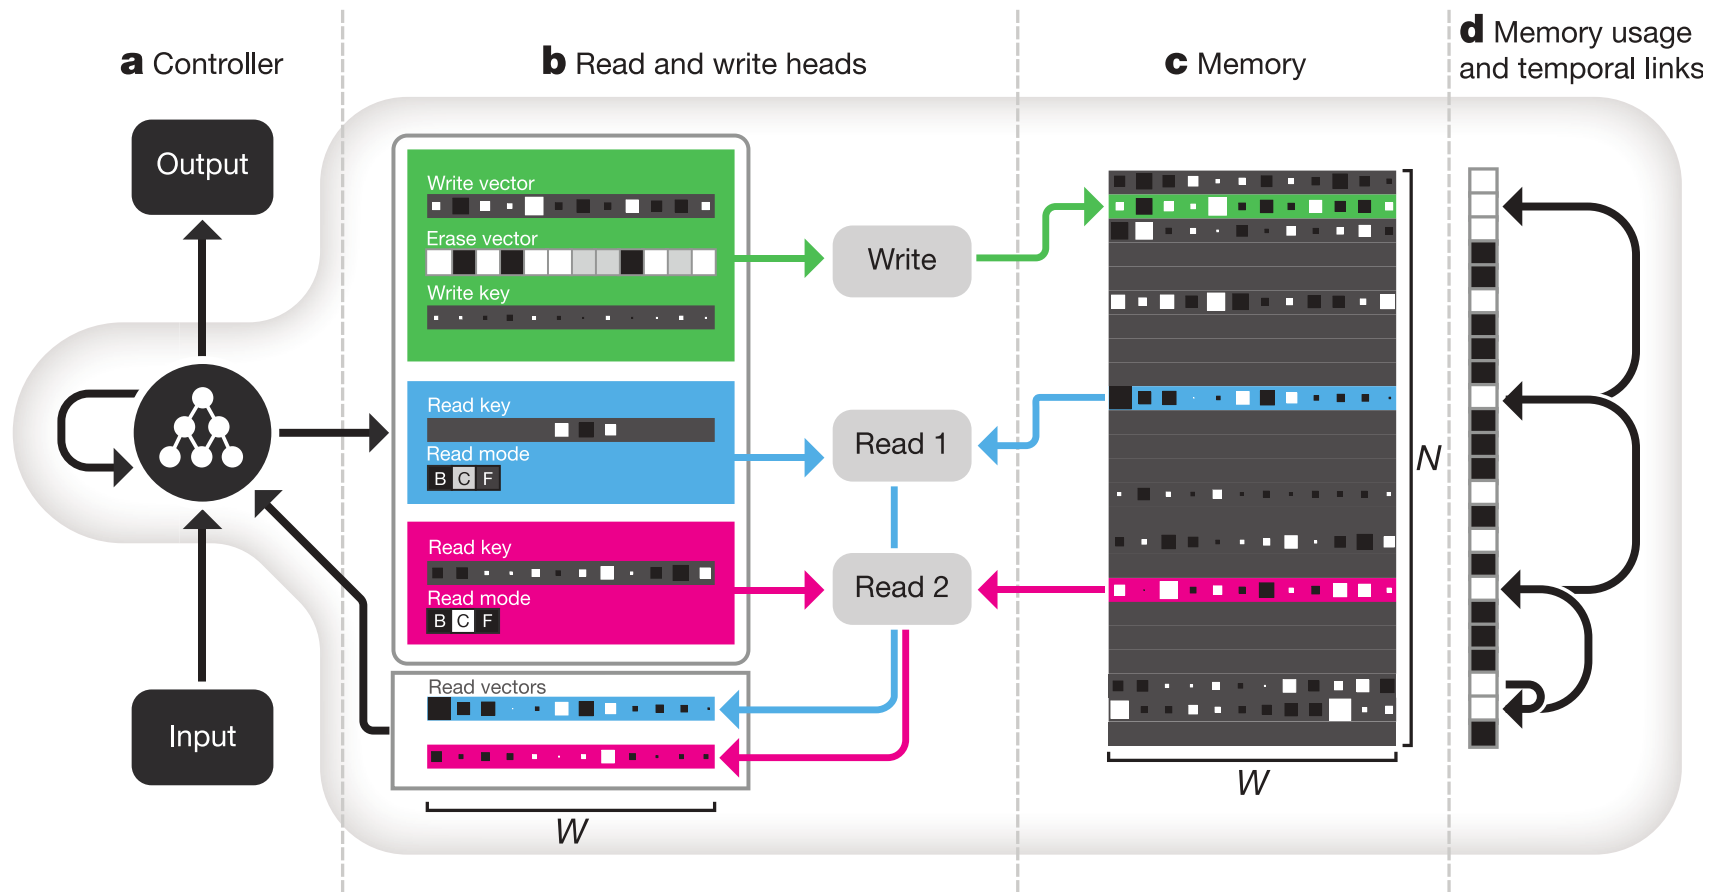 a Controller
Output
Input
b Read and write heads
Write vector
Erase vector
Write key
Read key
Read mode
B C F
Read key
Read mode
B C F
Read vectors
W
Write
Read 1
Read 2
c Memory
N
W
d Memory usage
and temporal links